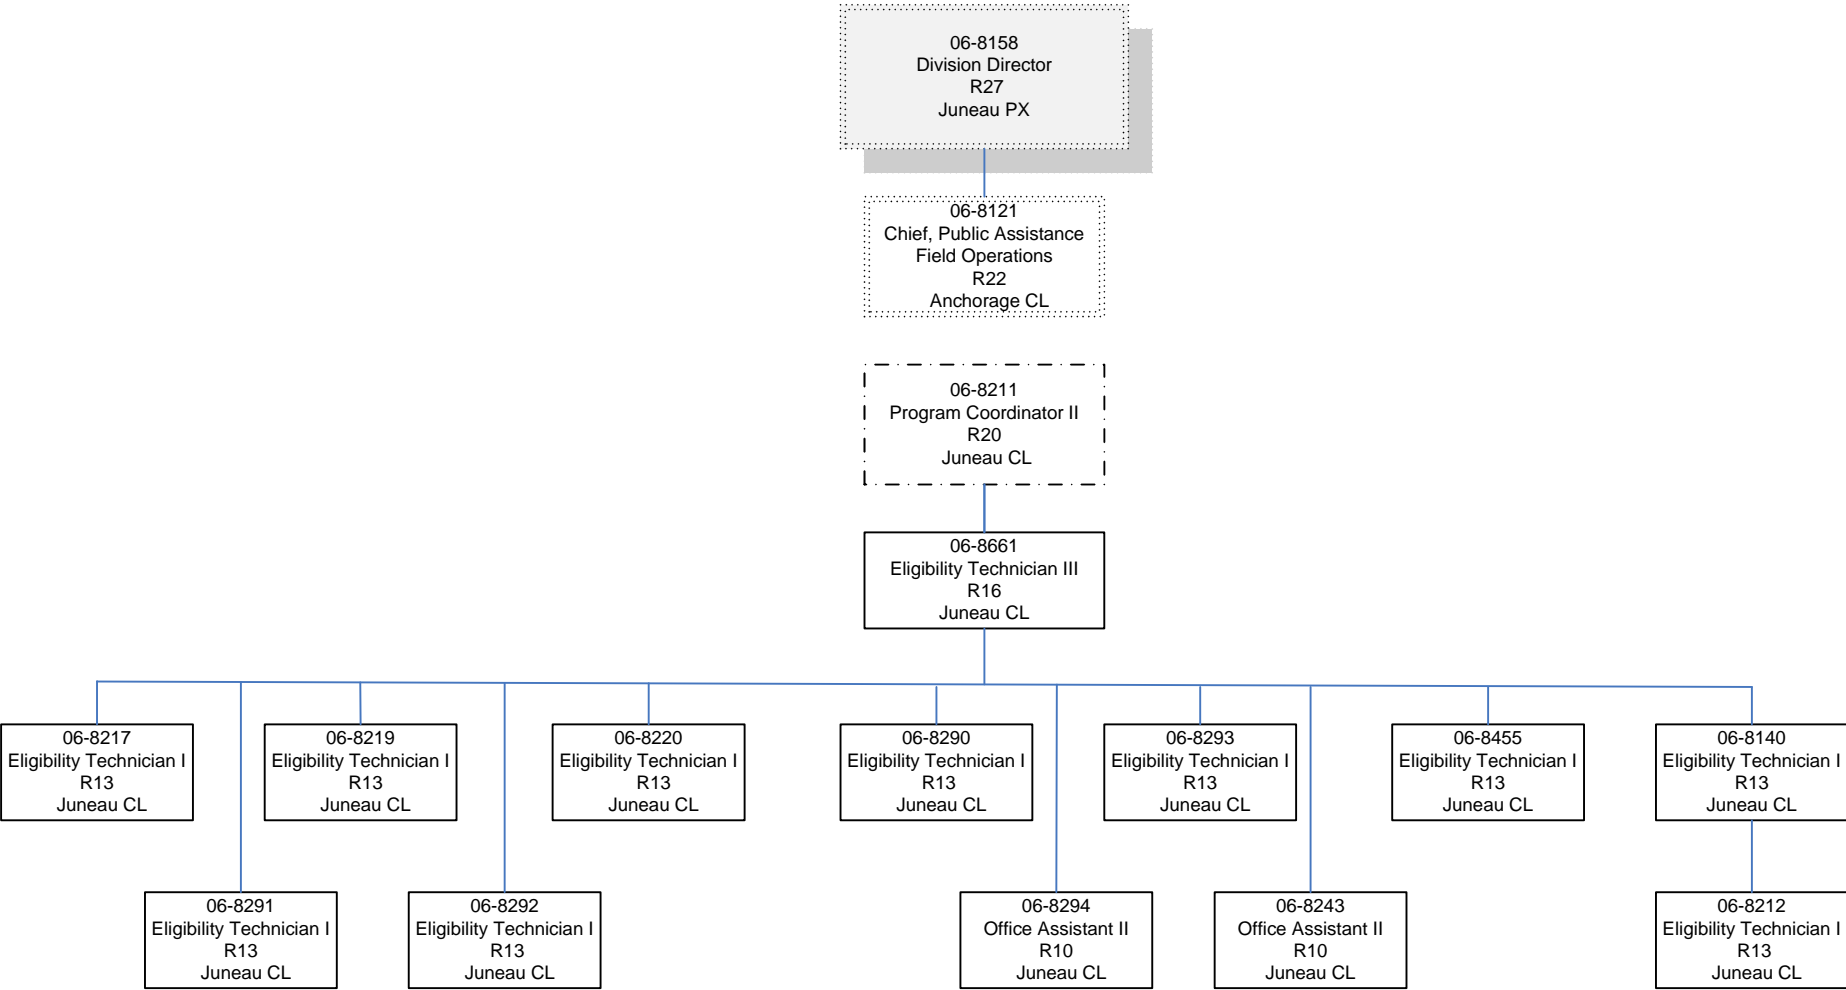 06-8158
Division Director
R27
Juneau PX
06-8121
Chief, Public Assistance
Field Operations
R22
Anchorage CL
06-8211
Program Coordinator II
R20
Juneau CL
06-8661
Eligibility Technician III
R16
Juneau CL
06-8217
Eligibility Technician I
R13
Juneau CL
06-8219
Eligibility Technician I
R13
Juneau CL
06-8220
Eligibility Technician I
R13
Juneau CL
06-8290
Eligibility Technician I
R13
Juneau CL
06-8293
Eligibility Technician I
R13
Juneau CL
06-8455
Eligibility Technician I
R13
Juneau CL
06-8140
Eligibility Technician I
R13
Juneau CL
06-8291
Eligibility Technician I
R13
Juneau CL
06-8292
Eligibility Technician I
R13
Juneau CL
06-8294
Office Assistant II
R10
Juneau CL
06-8243
Office Assistant II
R10
Juneau CL
06-8212
Eligibility Technician I
R13
Juneau CL